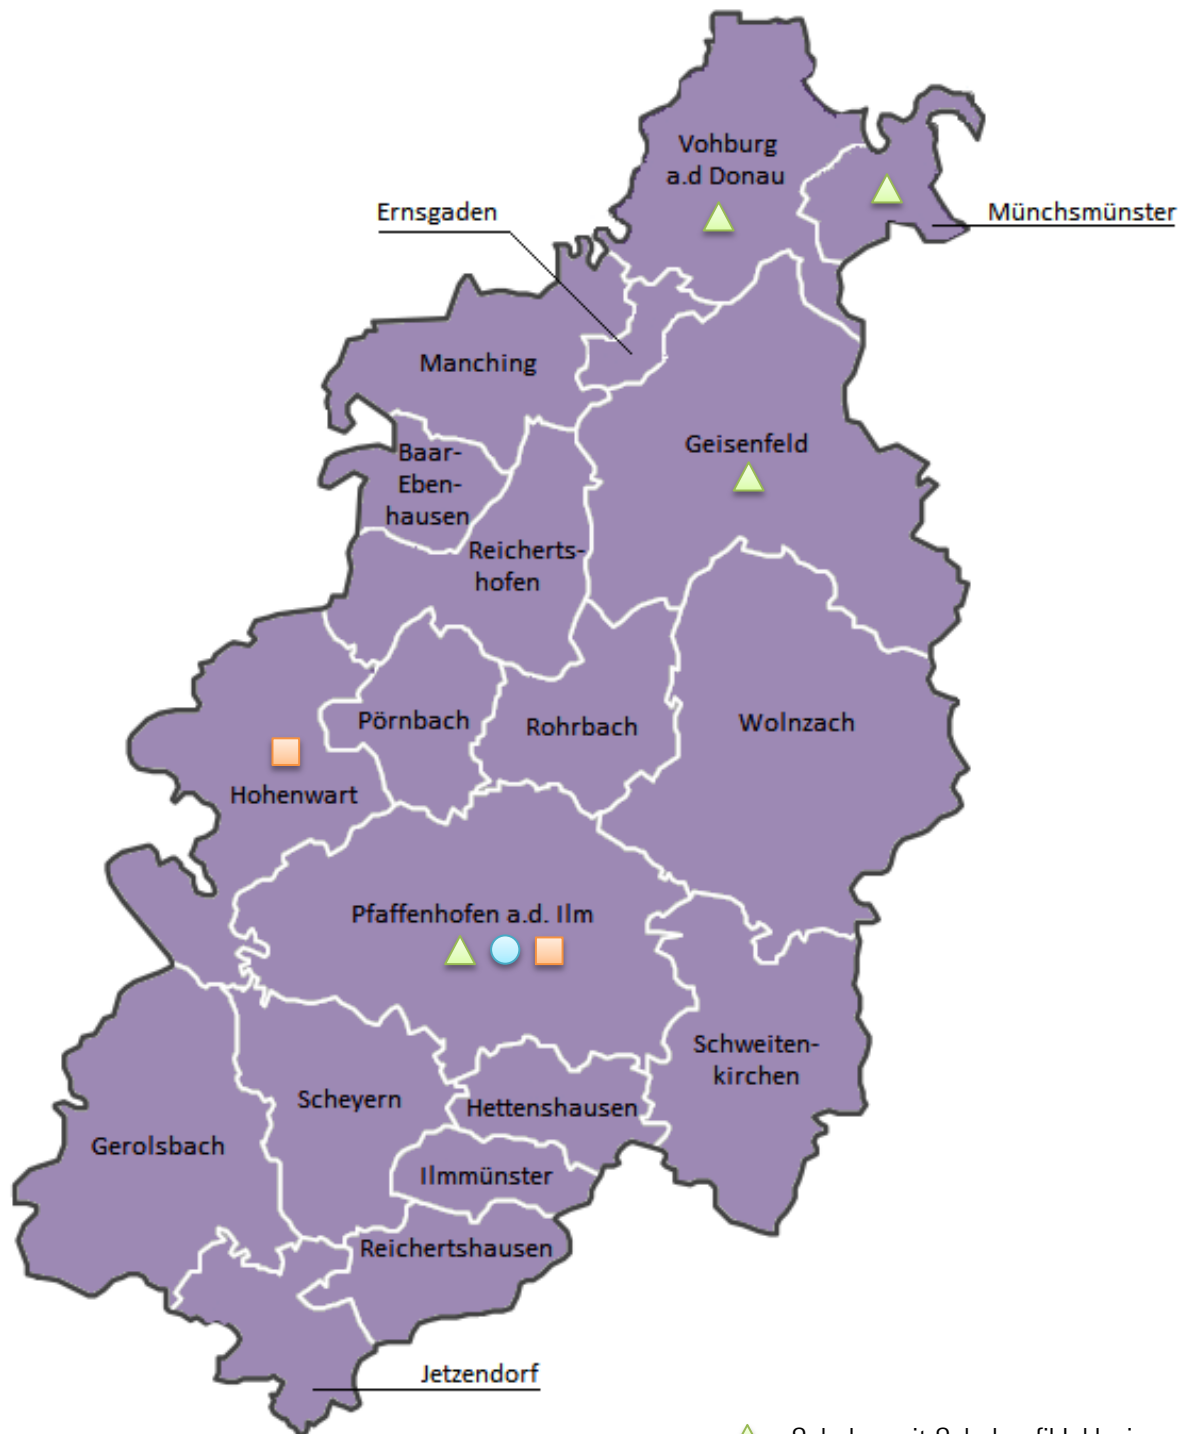 Vohburg
a.d Donau
Ernsgaden
Münchsmünster
Manching
Geisenfeld
Baar-
Eben-
hausen
Reicherts-
hofen
Pörnbach
Rohrbach
Wolnzach
Hohenwart
Pfaffenhofen a.d. Ilm
Schweiten-
kirchen
Scheyern
Hettenshausen
Gerolsbach
Ilmmünster
Reichertshausen
Jetzendorf